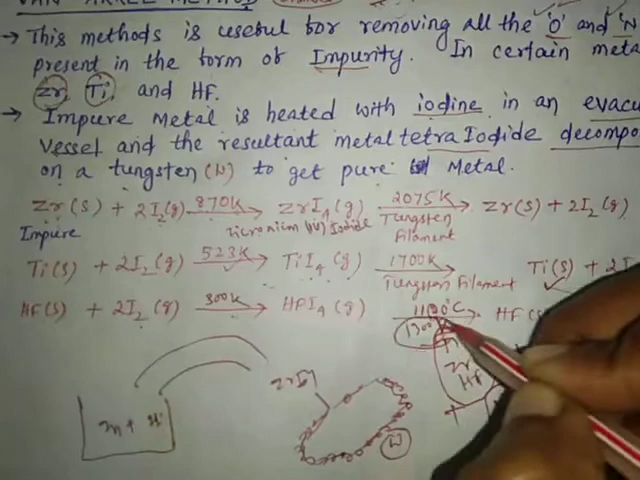 VAN ARKEL METHOD
→ This methods is useful for removing all the 'O' and 'N'
present in the form of Impurity. In certain meta
Zr, Ti, and HF.
→ Impure Metal is heated with iodine in an evacu
vessel and the resultant metal tetra Iodide decompo
on a tungsten (W) to get pure Metal.
Zr(s) + 2I2(g) 870K → ZrI4(g) 2075K → Zr(s) + 2I2(g)
Impure Zicronium (IV) Iodide Tungsten
Filament
Ti(s) + 2I2(g) 523K → TiI4(g) 1700K → Ti(s) + 2I
Tungsten Filament
HF(s) + 2I2(g) 300K → HFI4(g) 1100°C → HF(s
1300
Zr
HF
ZrI4
W